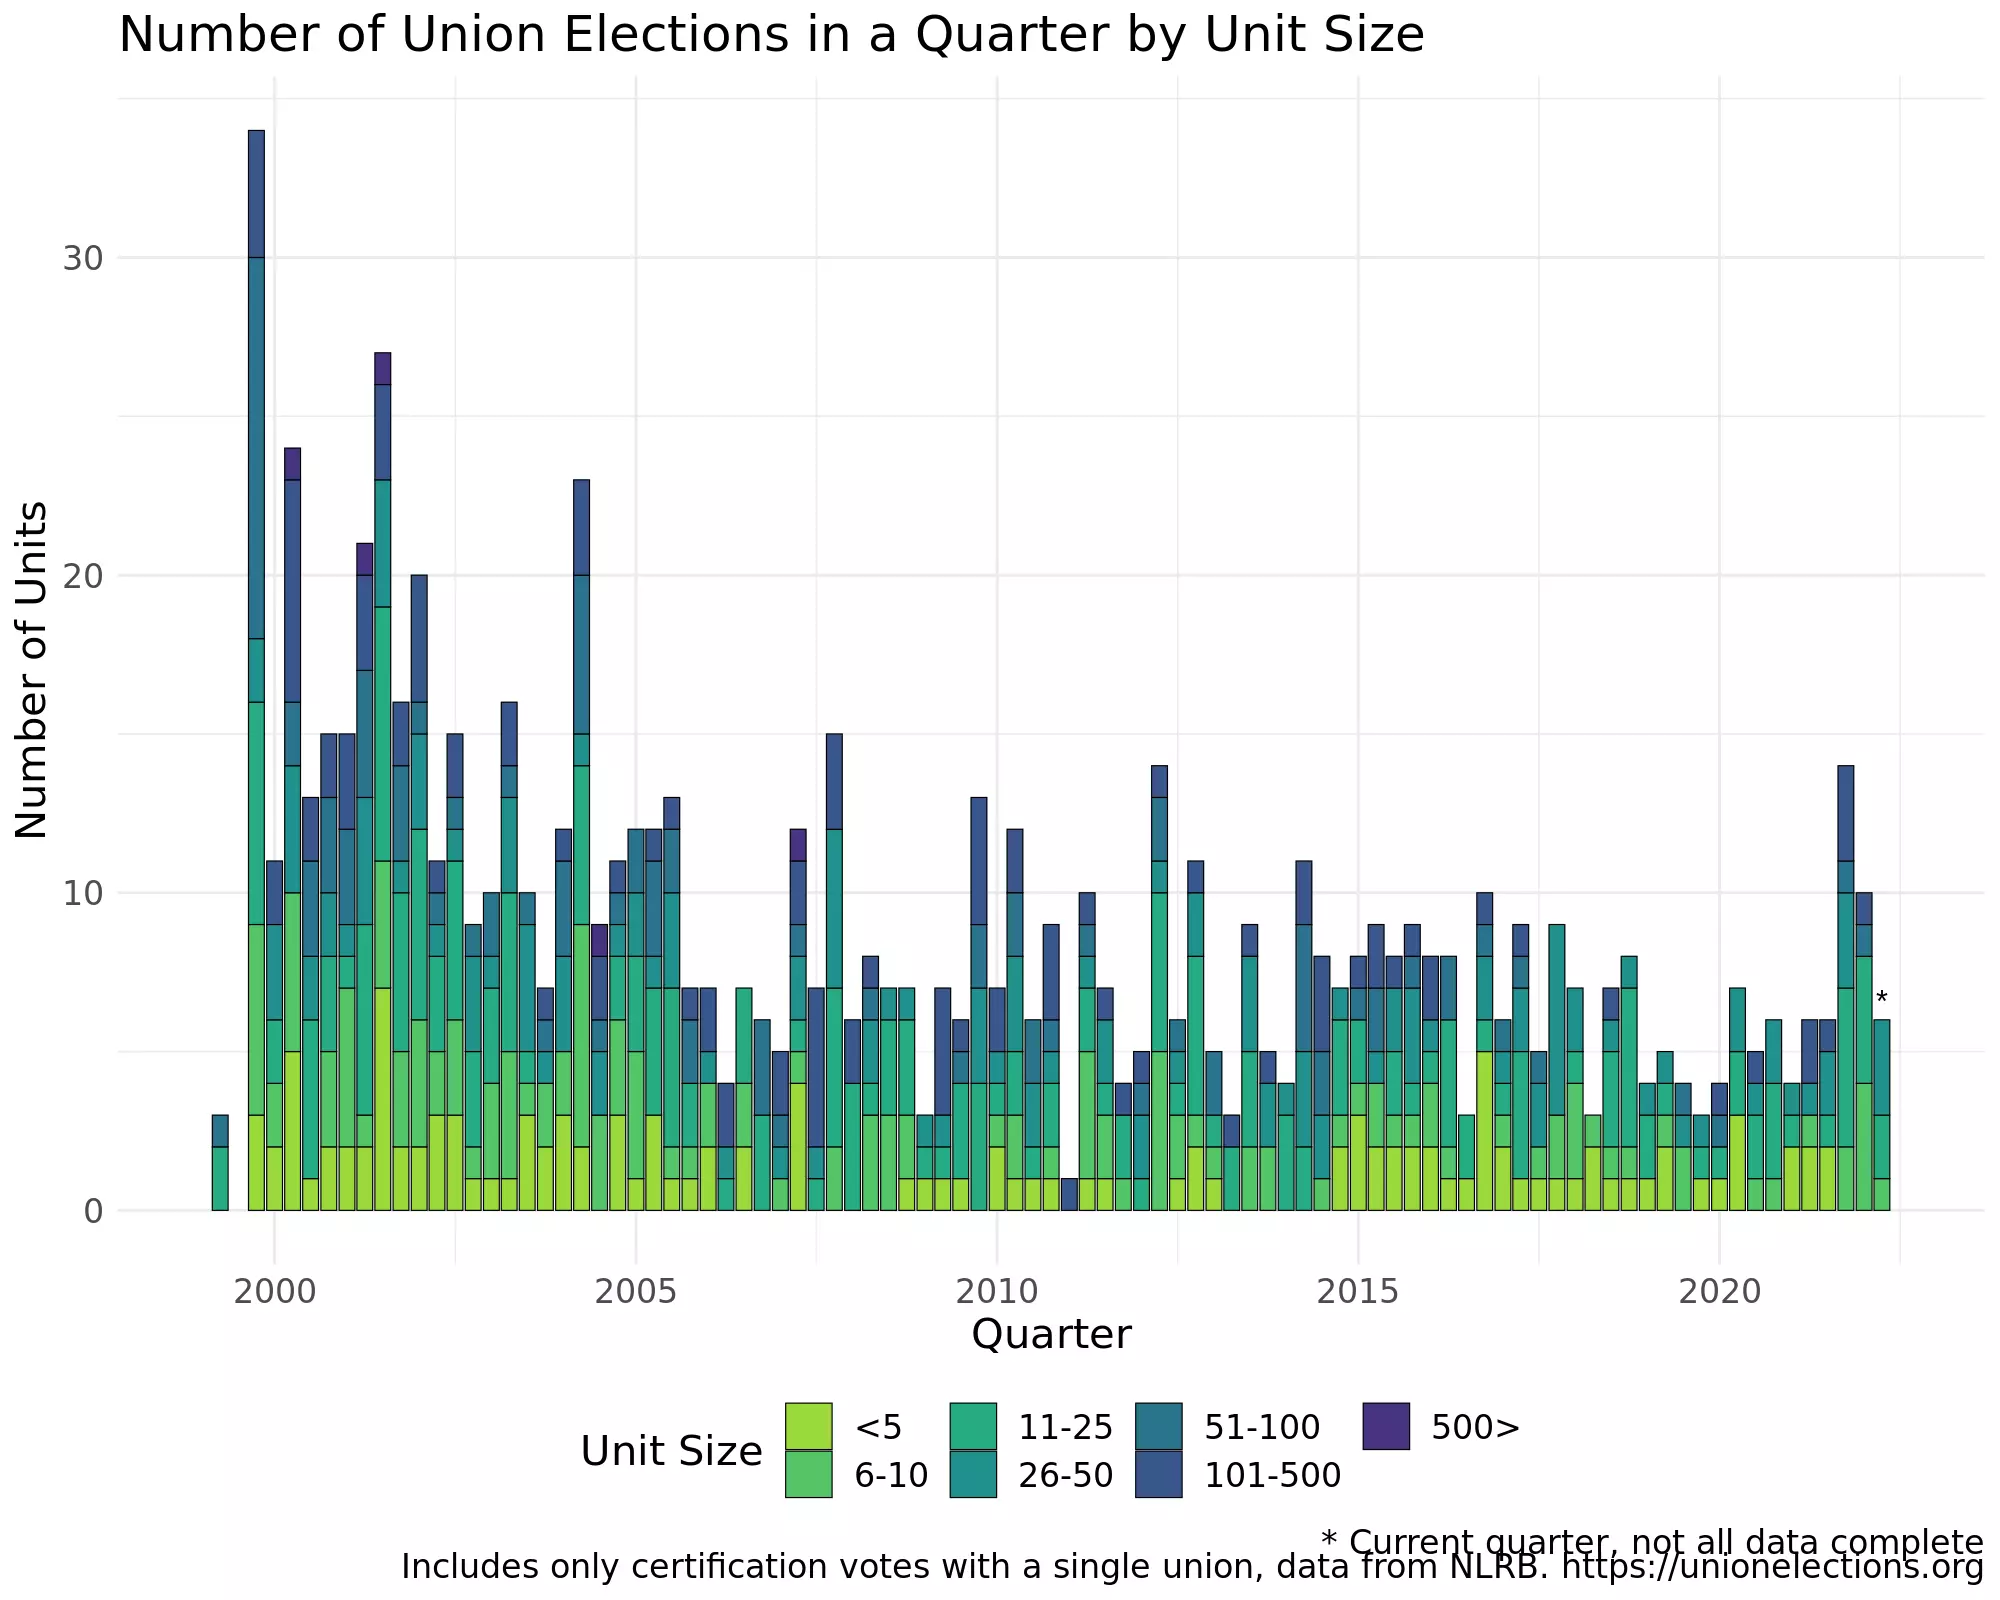 Number of Union Elections in a Quarter by Unit Size
Number of Units
30
20
10
0
*
2000 2005 2010 2015 2020
Quarter
Unit Size
<5 11-25 51-100 500>
6-10 26-50 101-500
* Current quarter, not all data complete
Includes only certification votes with a single union, data from NLRB. https://unionelections.org